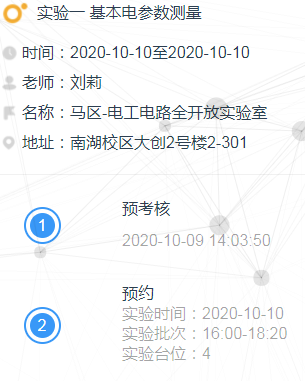 实验一 基本电参数测量
时间：2020-10-10至2020-10-10
老师：刘莉
名称：马区-电工电路全开放实验室
地址：南湖校区大创2号楼2-301
1
预考核
2020-10-09 14:03:50
2
预约
实验时间：2020-10-10
实验批次：16:00-18:20
实验台位：4